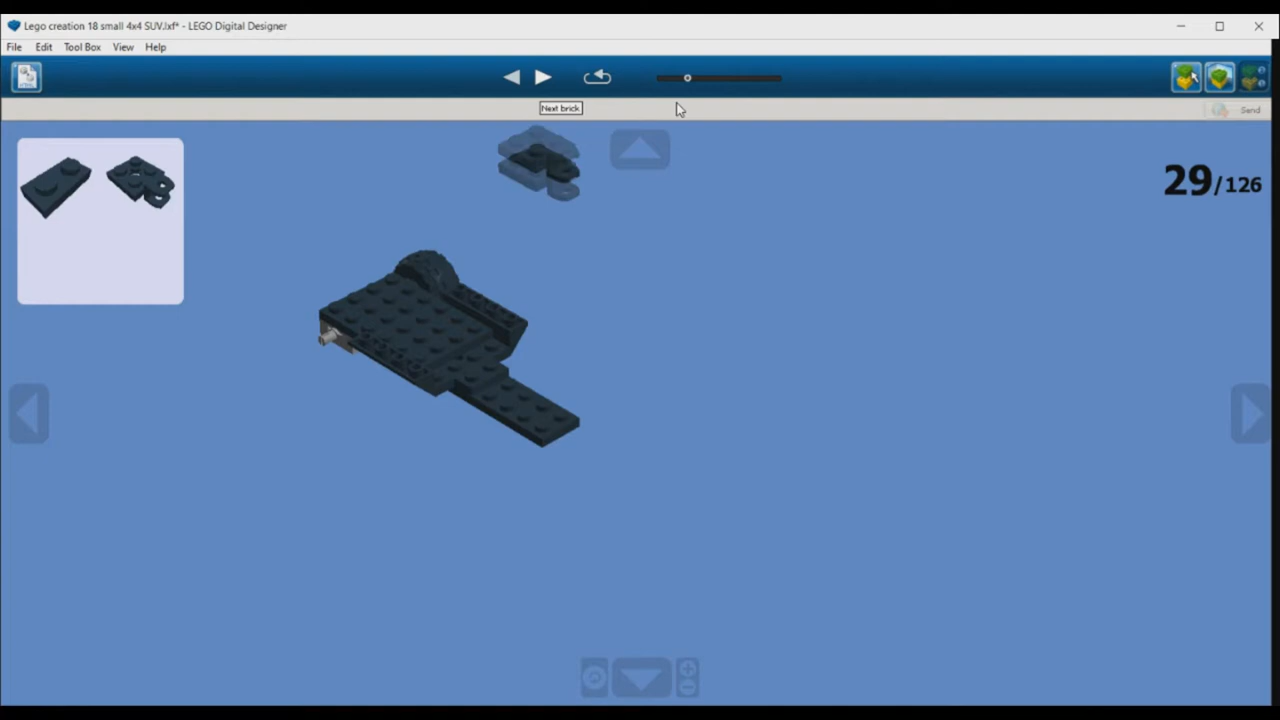 Lego creation 18 small 4x4 SUV.lxf* - LEGO Digital Designer
File Edit Tool Box View Help
Next brick
Send
29/126